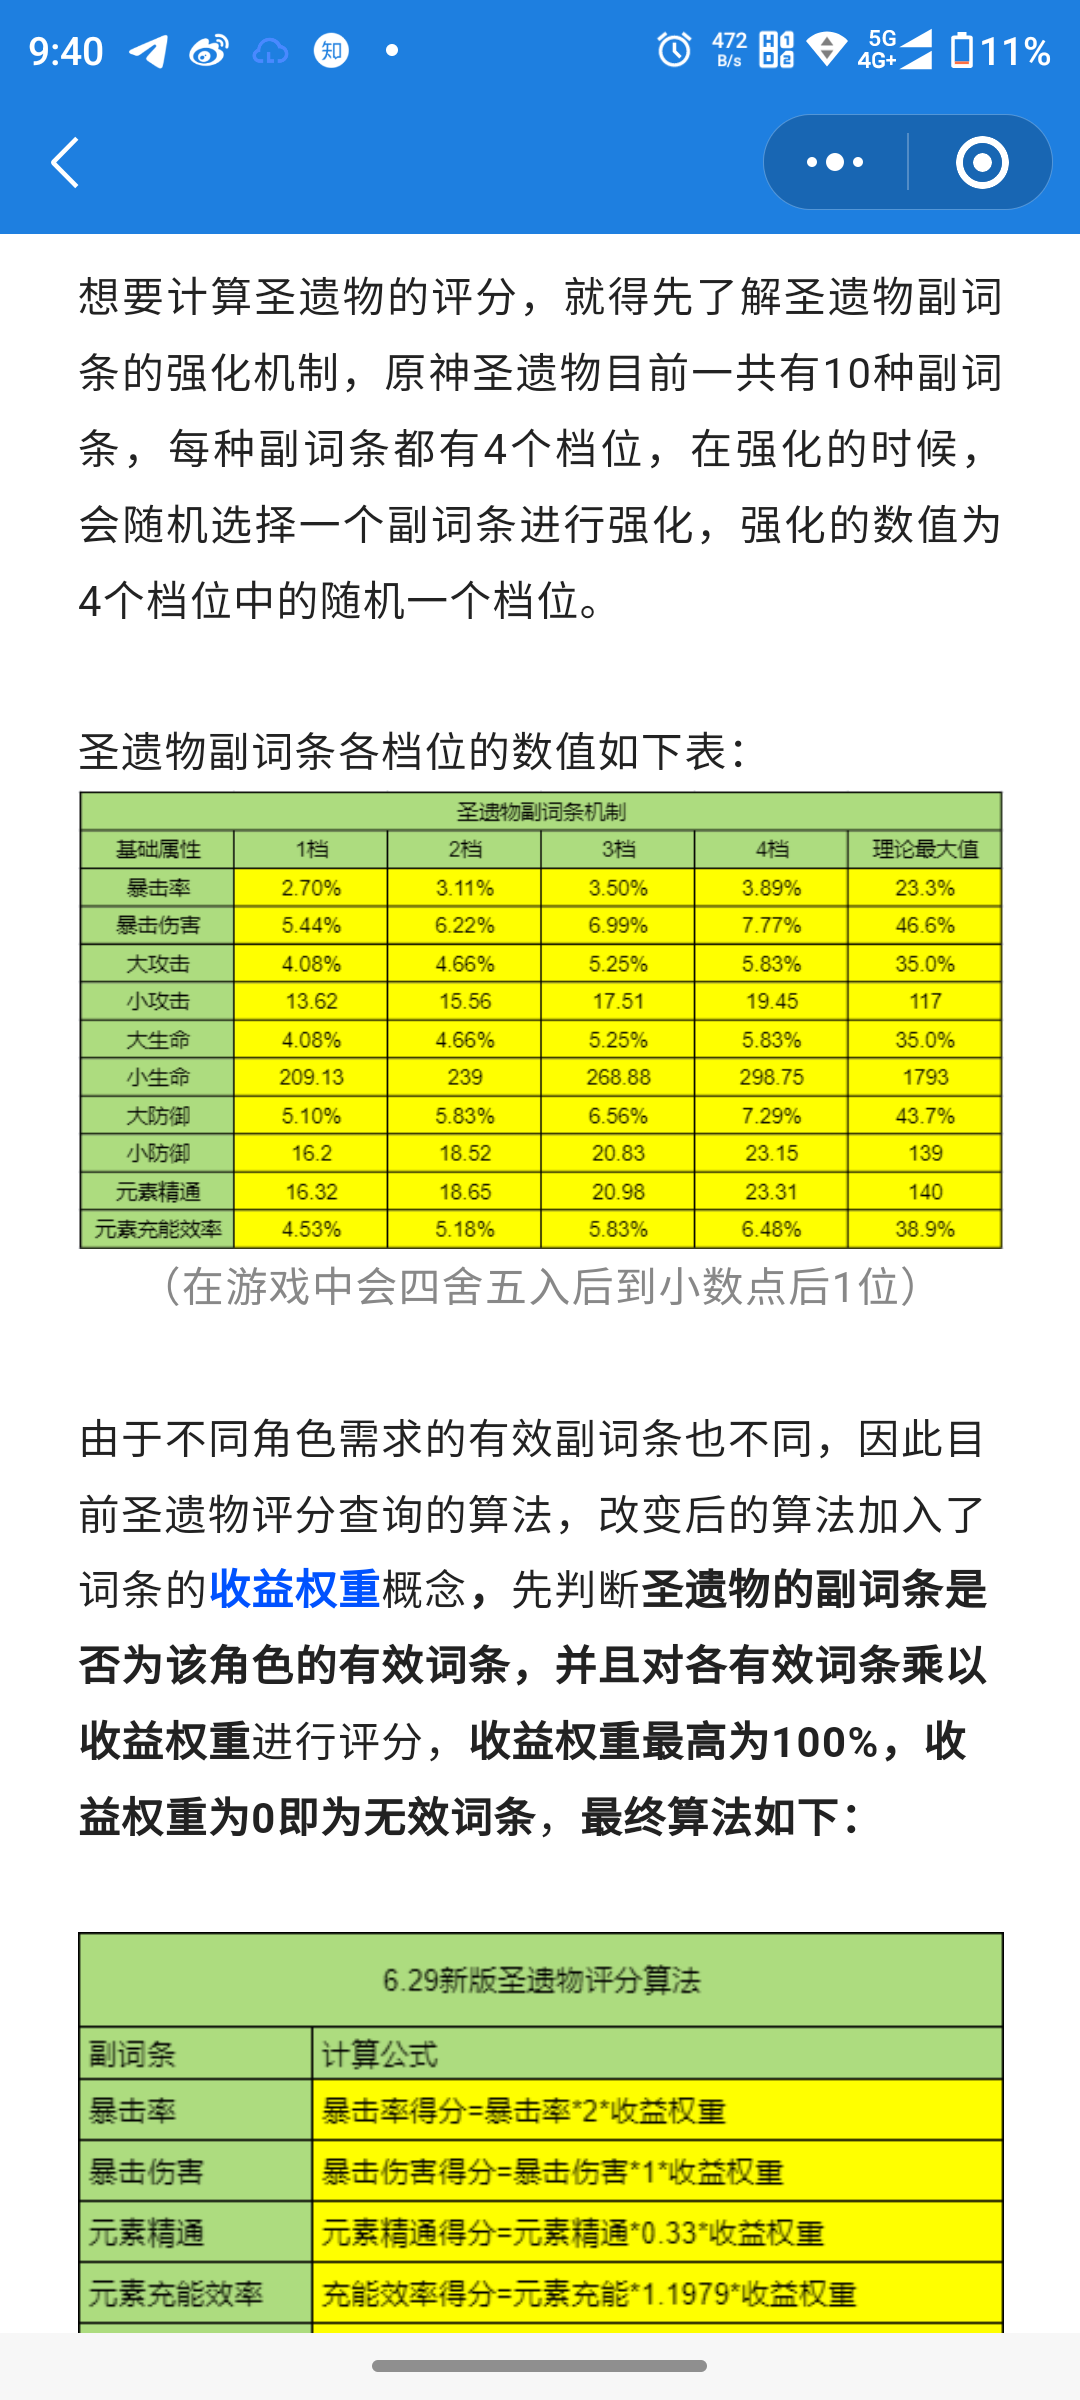 9:40 知 472 B/s HD 1 2 5G 4G+ 11%
想要计算圣遗物的评分，就得先了解圣遗物副词
条的强化机制，原神圣遗物目前一共有10种副词
条，每种副词条都有4个档位，在强化的时候，
会随机选择一个副词条进行强化，强化的数值为
4个档位中的随机一个档位。
圣遗物副词条各档位的数值如下表：
圣遗物副词条机制
基础属性 1档 2档 3档 4档 理论最大值
暴击率 2.70% 3.11% 3.50% 3.89% 23.3%
暴击伤害 5.44% 6.22% 6.99% 7.77% 46.6%
大攻击 4.08% 4.66% 5.25% 5.83% 35.0%
小攻击 13.62 15.56 17.51 19.45 117
大生命 4.08% 4.66% 5.25% 5.83% 35.0%
小生命 209.13 239 268.88 298.75 1793
大防御 5.10% 5.83% 6.56% 7.29% 43.7%
小防御 16.2 18.52 20.83 23.15 139
元素精通 16.32 18.65 20.98 23.31 140
元素充能效率 4.53% 5.18% 5.83% 6.48% 38.9%
（在游戏中会四舍五入后到小数点后1位）
由于不同角色需求的有效副词条也不同，因此目
前圣遗物评分查询的算法，改变后的算法加入了
词条的收益权重概念，先判断圣遗物的副词条是
否为该角色的有效词条，并且对各有效词条乘以
收益权重进行评分，收益权重最高为100%，收
益权重为0即为无效词条，最终算法如下：
6.29新版圣遗物评分算法
副词条 计算公式
暴击率 暴击率得分=暴击率*2*收益权重
暴击伤害 暴击伤害得分=暴击伤害*1*收益权重
元素精通 元素精通得分=元素精通*0.33*收益权重
元素充能效率 充能效率得分=元素充能*1.1979*收益权重